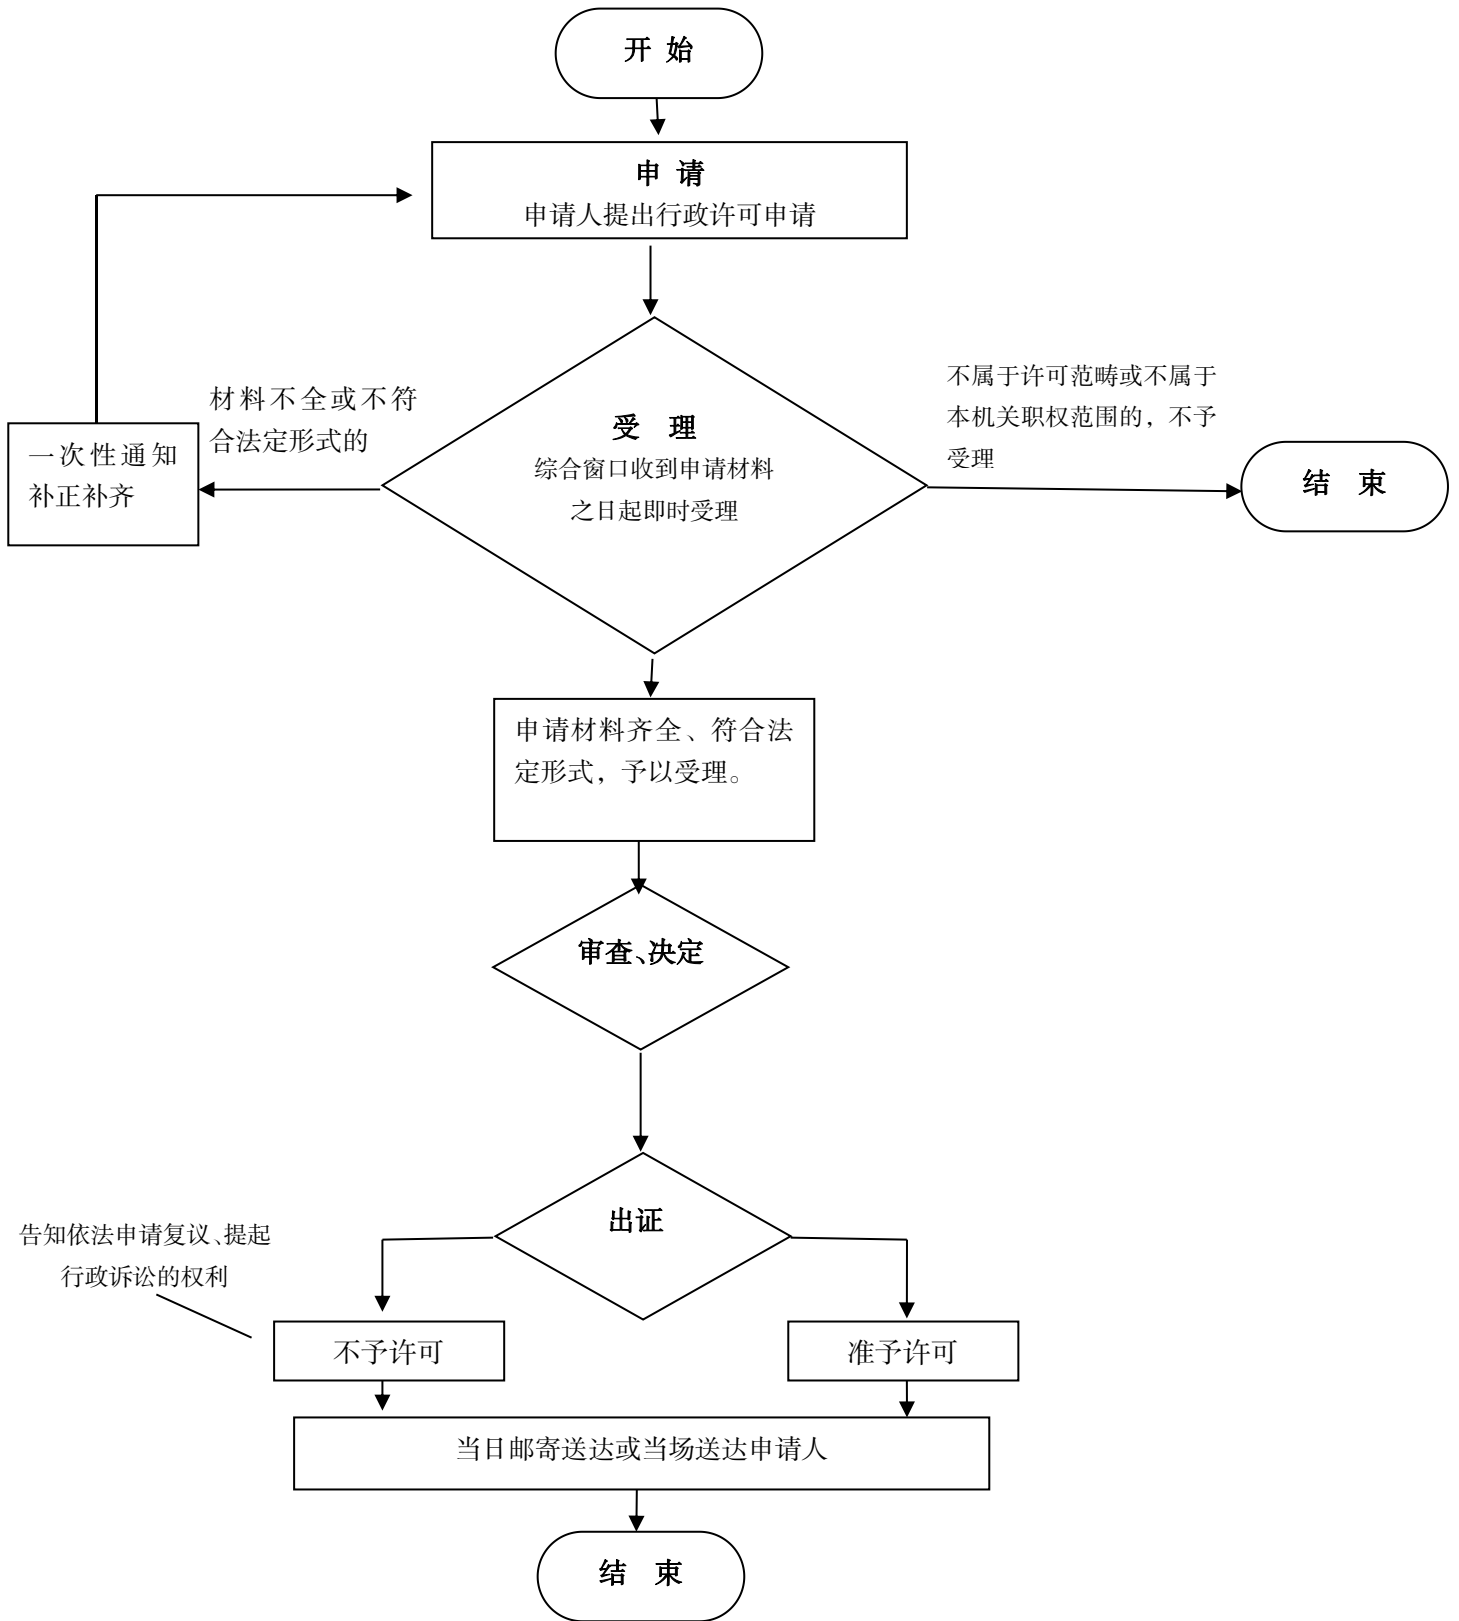 开 始
申 请
申请人提出行政许可申请
材料不全或不符
合法定形式的
一次性通知
补正补齐
受 理
综合窗口收到申请材料
之日起即时受理
不属于许可范畴或不属于
本机关职权范围的，不予
受理
结 束
申请材料齐全、符合法
定形式，予以受理。
审查、决定
出证
告知依法申请复议、提起
行政诉讼的权利
不予许可
准予许可
当日邮寄送达或当场送达申请人
结 束